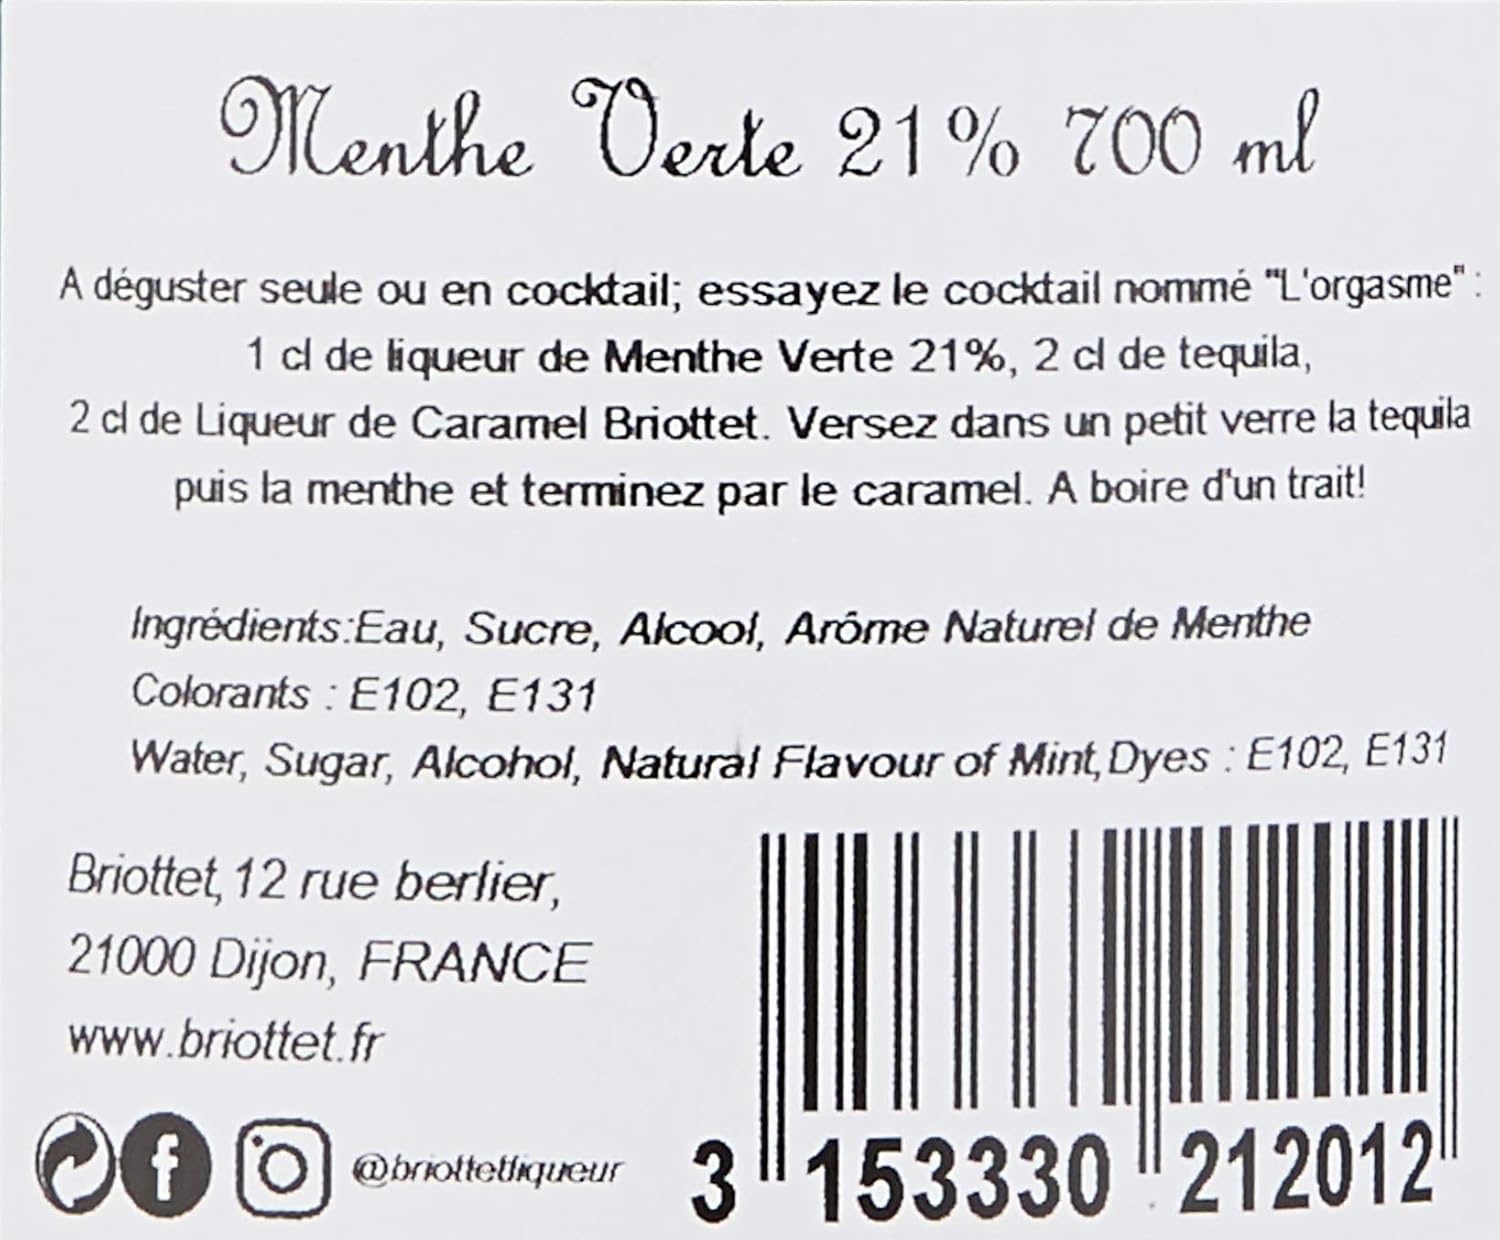 Menthe Verte 21% 700 ml
A déguster seule ou en cocktail; essayez le cocktail nommé "L'orgasme" :
1 cl de liqueur de Menthe Verte 21%, 2 cl de tequila,
2 cl de Liqueur de Caramel Briottet. Versez dans un petit verre la tequila
puis la menthe et terminez par le caramel. A boire d'un trait!
Ingrédients:Eau, Sucre, Alcool, Arôme Naturel de Menthe
Colorants : E102, E131
Water, Sugar, Alcohol, Natural Flavour of Mint,Dyes : E102, E131
Briottet, 12 rue berlier,
21000 Dijon, FRANCE
www.briottet.fr
@briottetliqueur
3 153330 212012